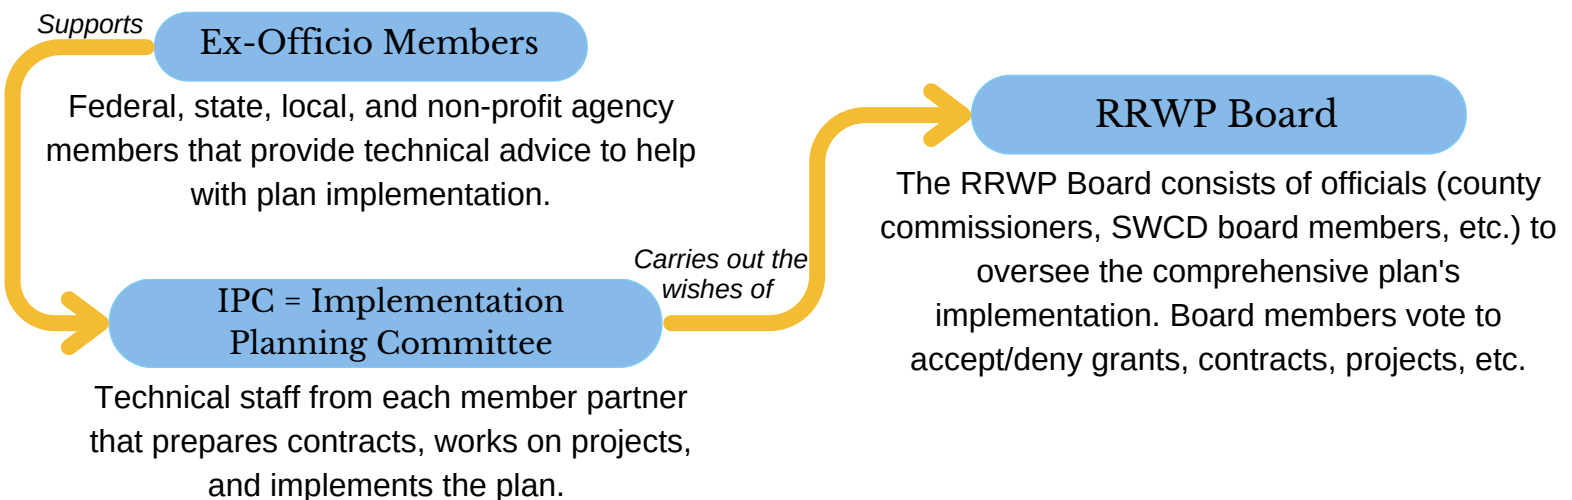 Supports
Ex-Officio Members
Federal, state, local, and non-profit agency
members that provide technical advice to help
with plan implementation.
IPC = Implementation
Planning Committee
Technical staff from each member partner
that prepares contracts, works on projects,
and implements the plan.
Carries out the
wishes of
RRWP Board
The RRWP Board consists of officials (county
commissioners, SWCD board members, etc.) to
oversee the comprehensive plan's
implementation. Board members vote to
accept/deny grants, contracts, projects, etc.